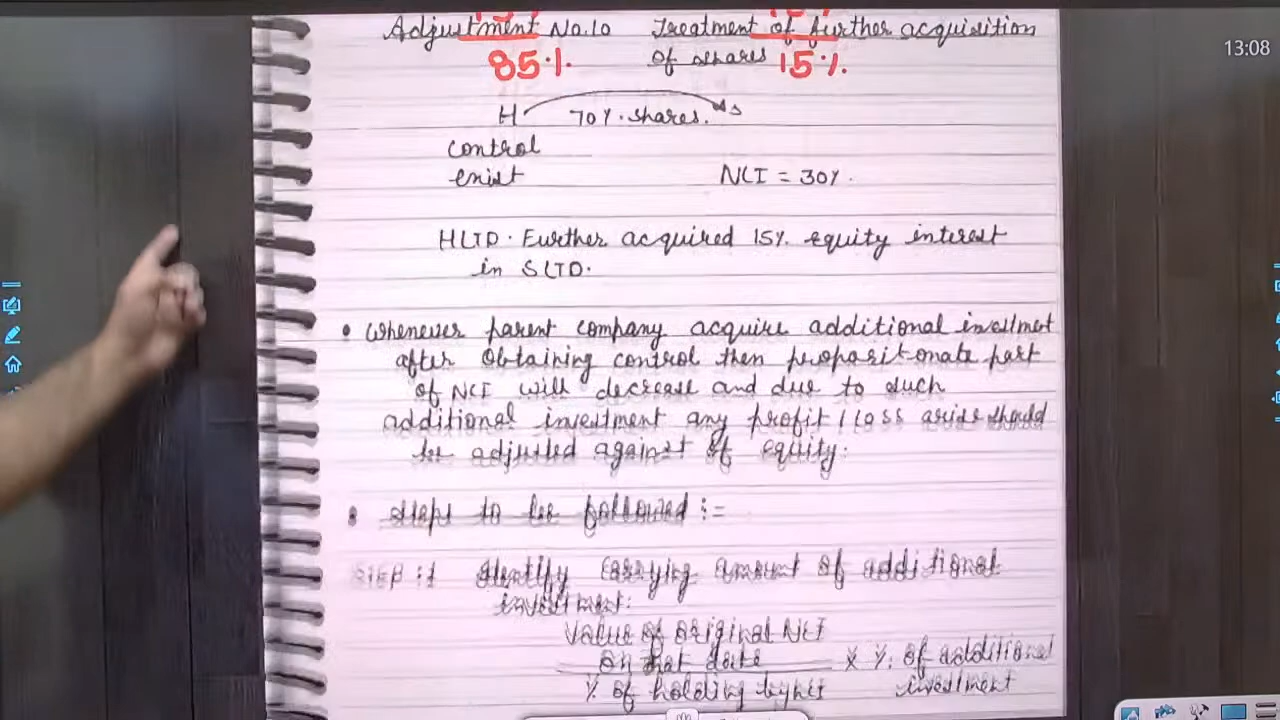 Adjustment No.10 Treatment of further acquisition
of shares
85% 15%
H 70% shares. S
control
exist NCI = 30%.
HLTD. Further acquired 15% equity interest
in SLTD.
• Whenever parent company acquire additional investment
after obtaining control then proparsitonate part
of NCI will decrease and due to such
additional investment any profit / loss arise should
be adjusted against of equity.
• steps to be followed :-
Step :1 Identify carrying amount of additional
investment:
Value of original NCI
on that date × % of additional
% of holding investment
13:08